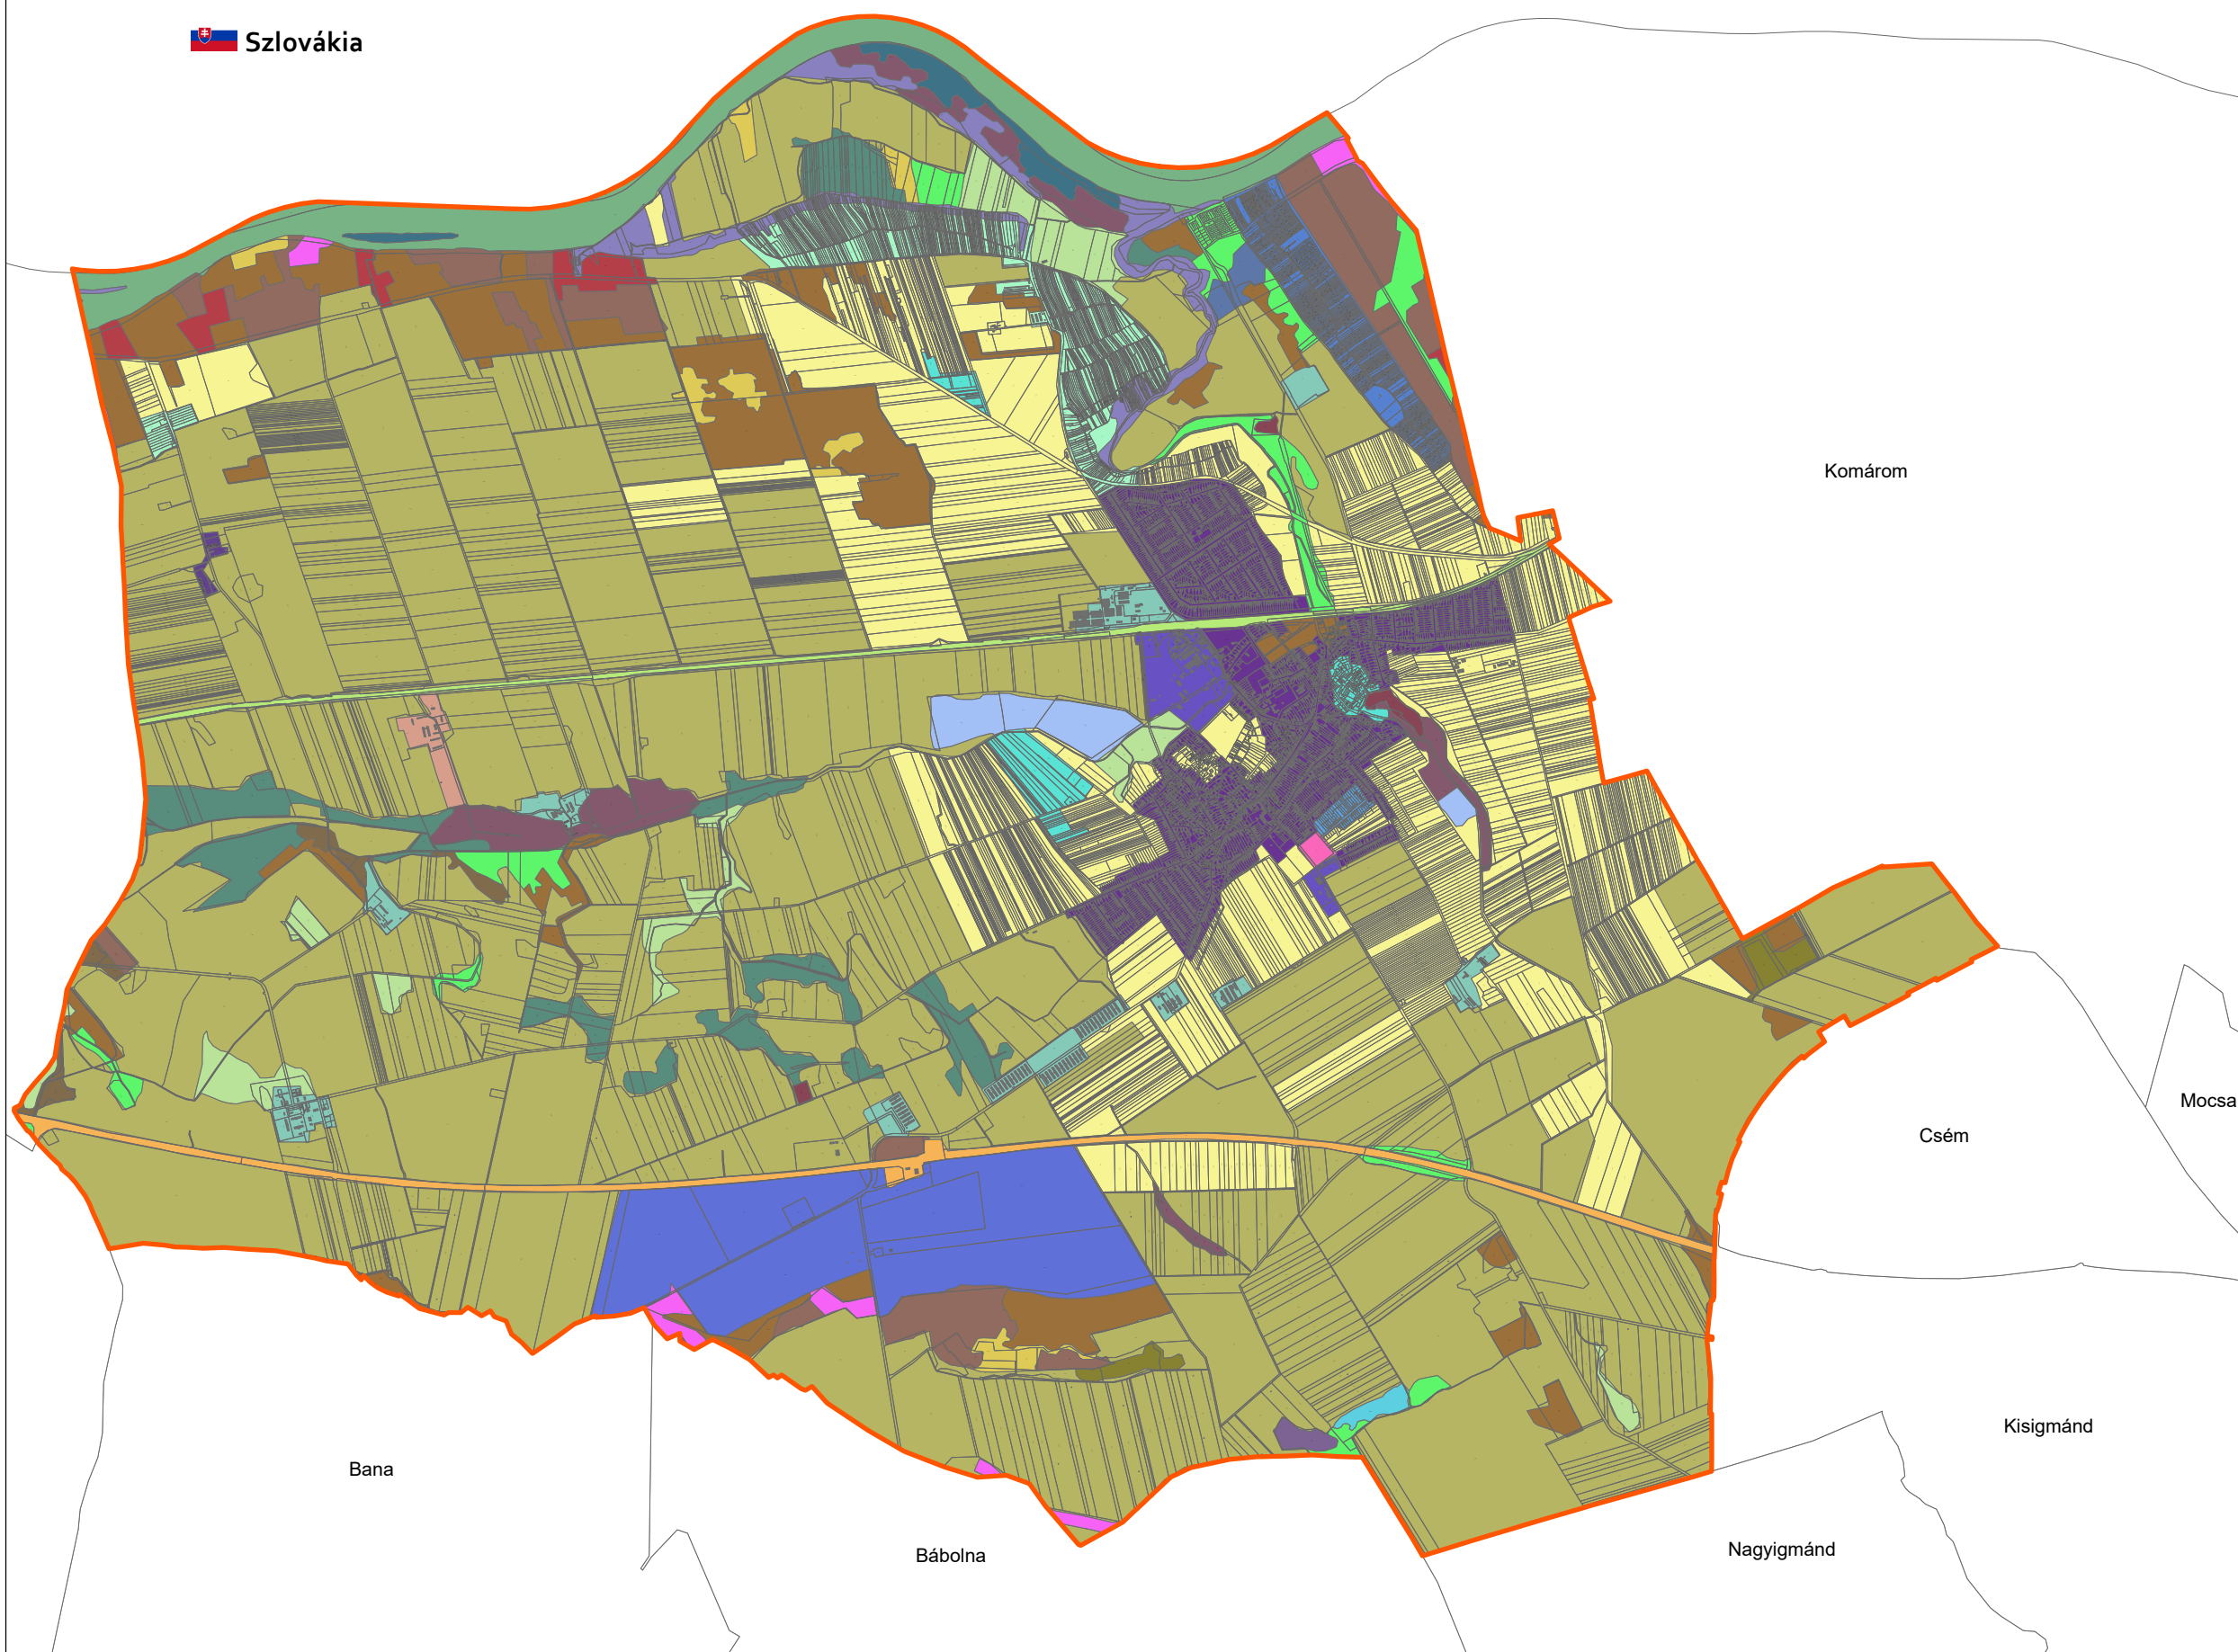 Szlovákia
Komárom
Mocsa
Csém
Kisigmánd
Bana
Bábolna
Nagyigmánd